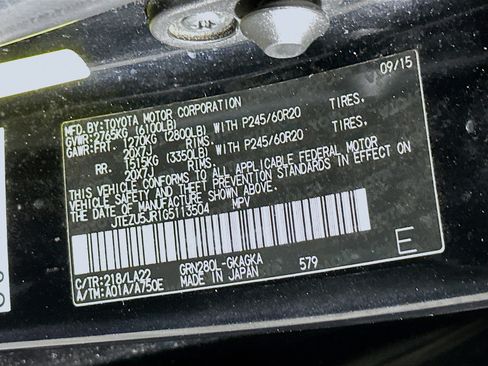 09/15
MFD.BY:TOYOTA MOTOR CORPORATION
GVWR:2765KG (6100LB)
GAWR:FRT. 1270KG (2800LB) WITH P245/60R20 TIRES.
20X7J RIMS.
RR. 1515KG (3350LB) WITH P245/60R20 TIRES.
20X7J RIMS.
THIS VEHICLE CONFORMS TO ALL APPLICABLE FEDERAL MOTOR
VEHICLE SAFETY AND THEFT PREVENTION STANDARDS IN EFFECT ON
THE DATE OF MANUFACTURE SHOWN ABOVE.
JTEZU5JR1G5113504 MPV
C/TR:218/LA22 GRN280L-GKAGKA E
A/TM:A01A/A750E MADE IN JAPAN 579